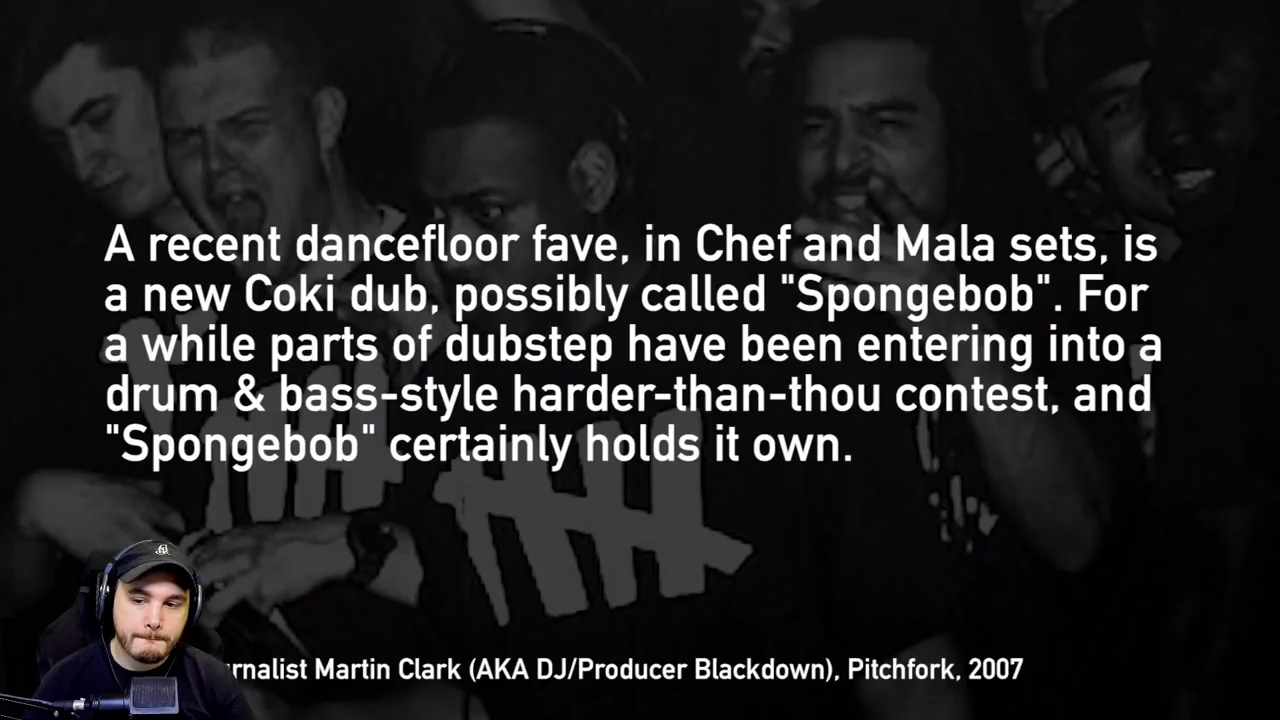 A recent dancefloor fave, in Chef and Mala sets, is
a new Coki dub, possibly called "Spongebob". For
a while parts of dubstep have been entering into a
drum & bass-style harder-than-thou contest, and
"Spongebob" certainly holds it own.
Martin Clark (AKA DJ/Producer Blackdown), Pitchfork, 2007